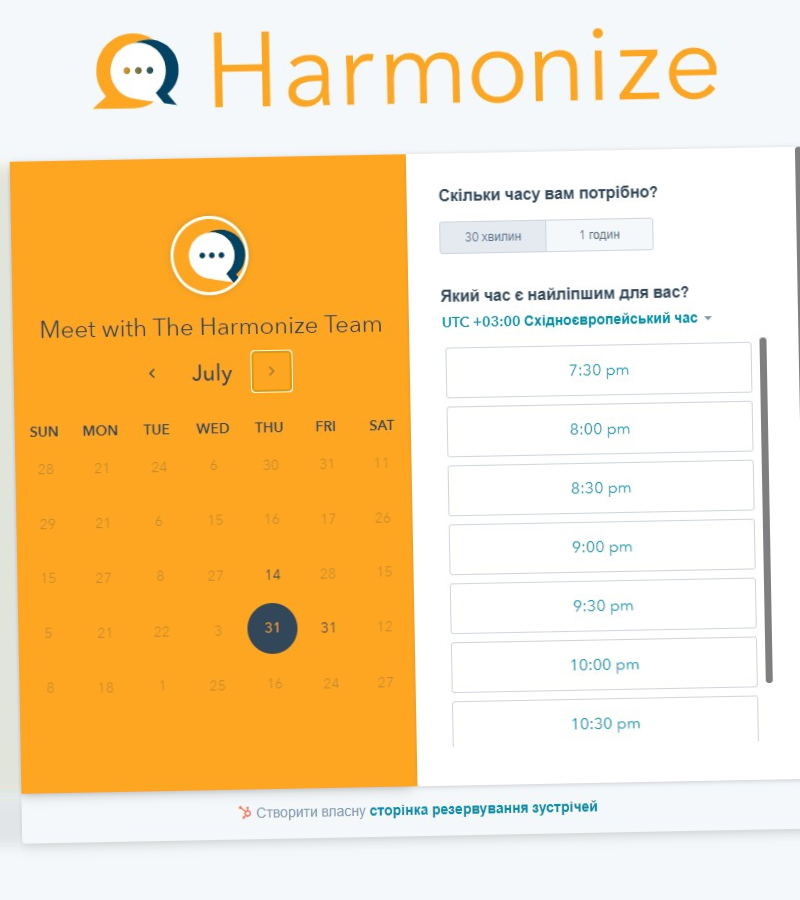 Harmonize
Meet with The Harmonize Team
July
SUN MON TUE WED THU FRI SAT
28 21 24 6 30 31 11
29 21 6 15 16 17 26
15 27 8 27 14 28 15
5 21 22 3 31 31 12
8 18 1 25 16 24 27
Скільки часу вам потрібно?
30 хвилин 1 годин
Який час є найліпшим для вас?
UTC +03:00 Східноєвропейський час
7:30 pm
8:00 pm
8:30 pm
9:00 pm
9:30 pm
10:00 pm
10:30 pm
Створити власну сторінка резервування зустрічей